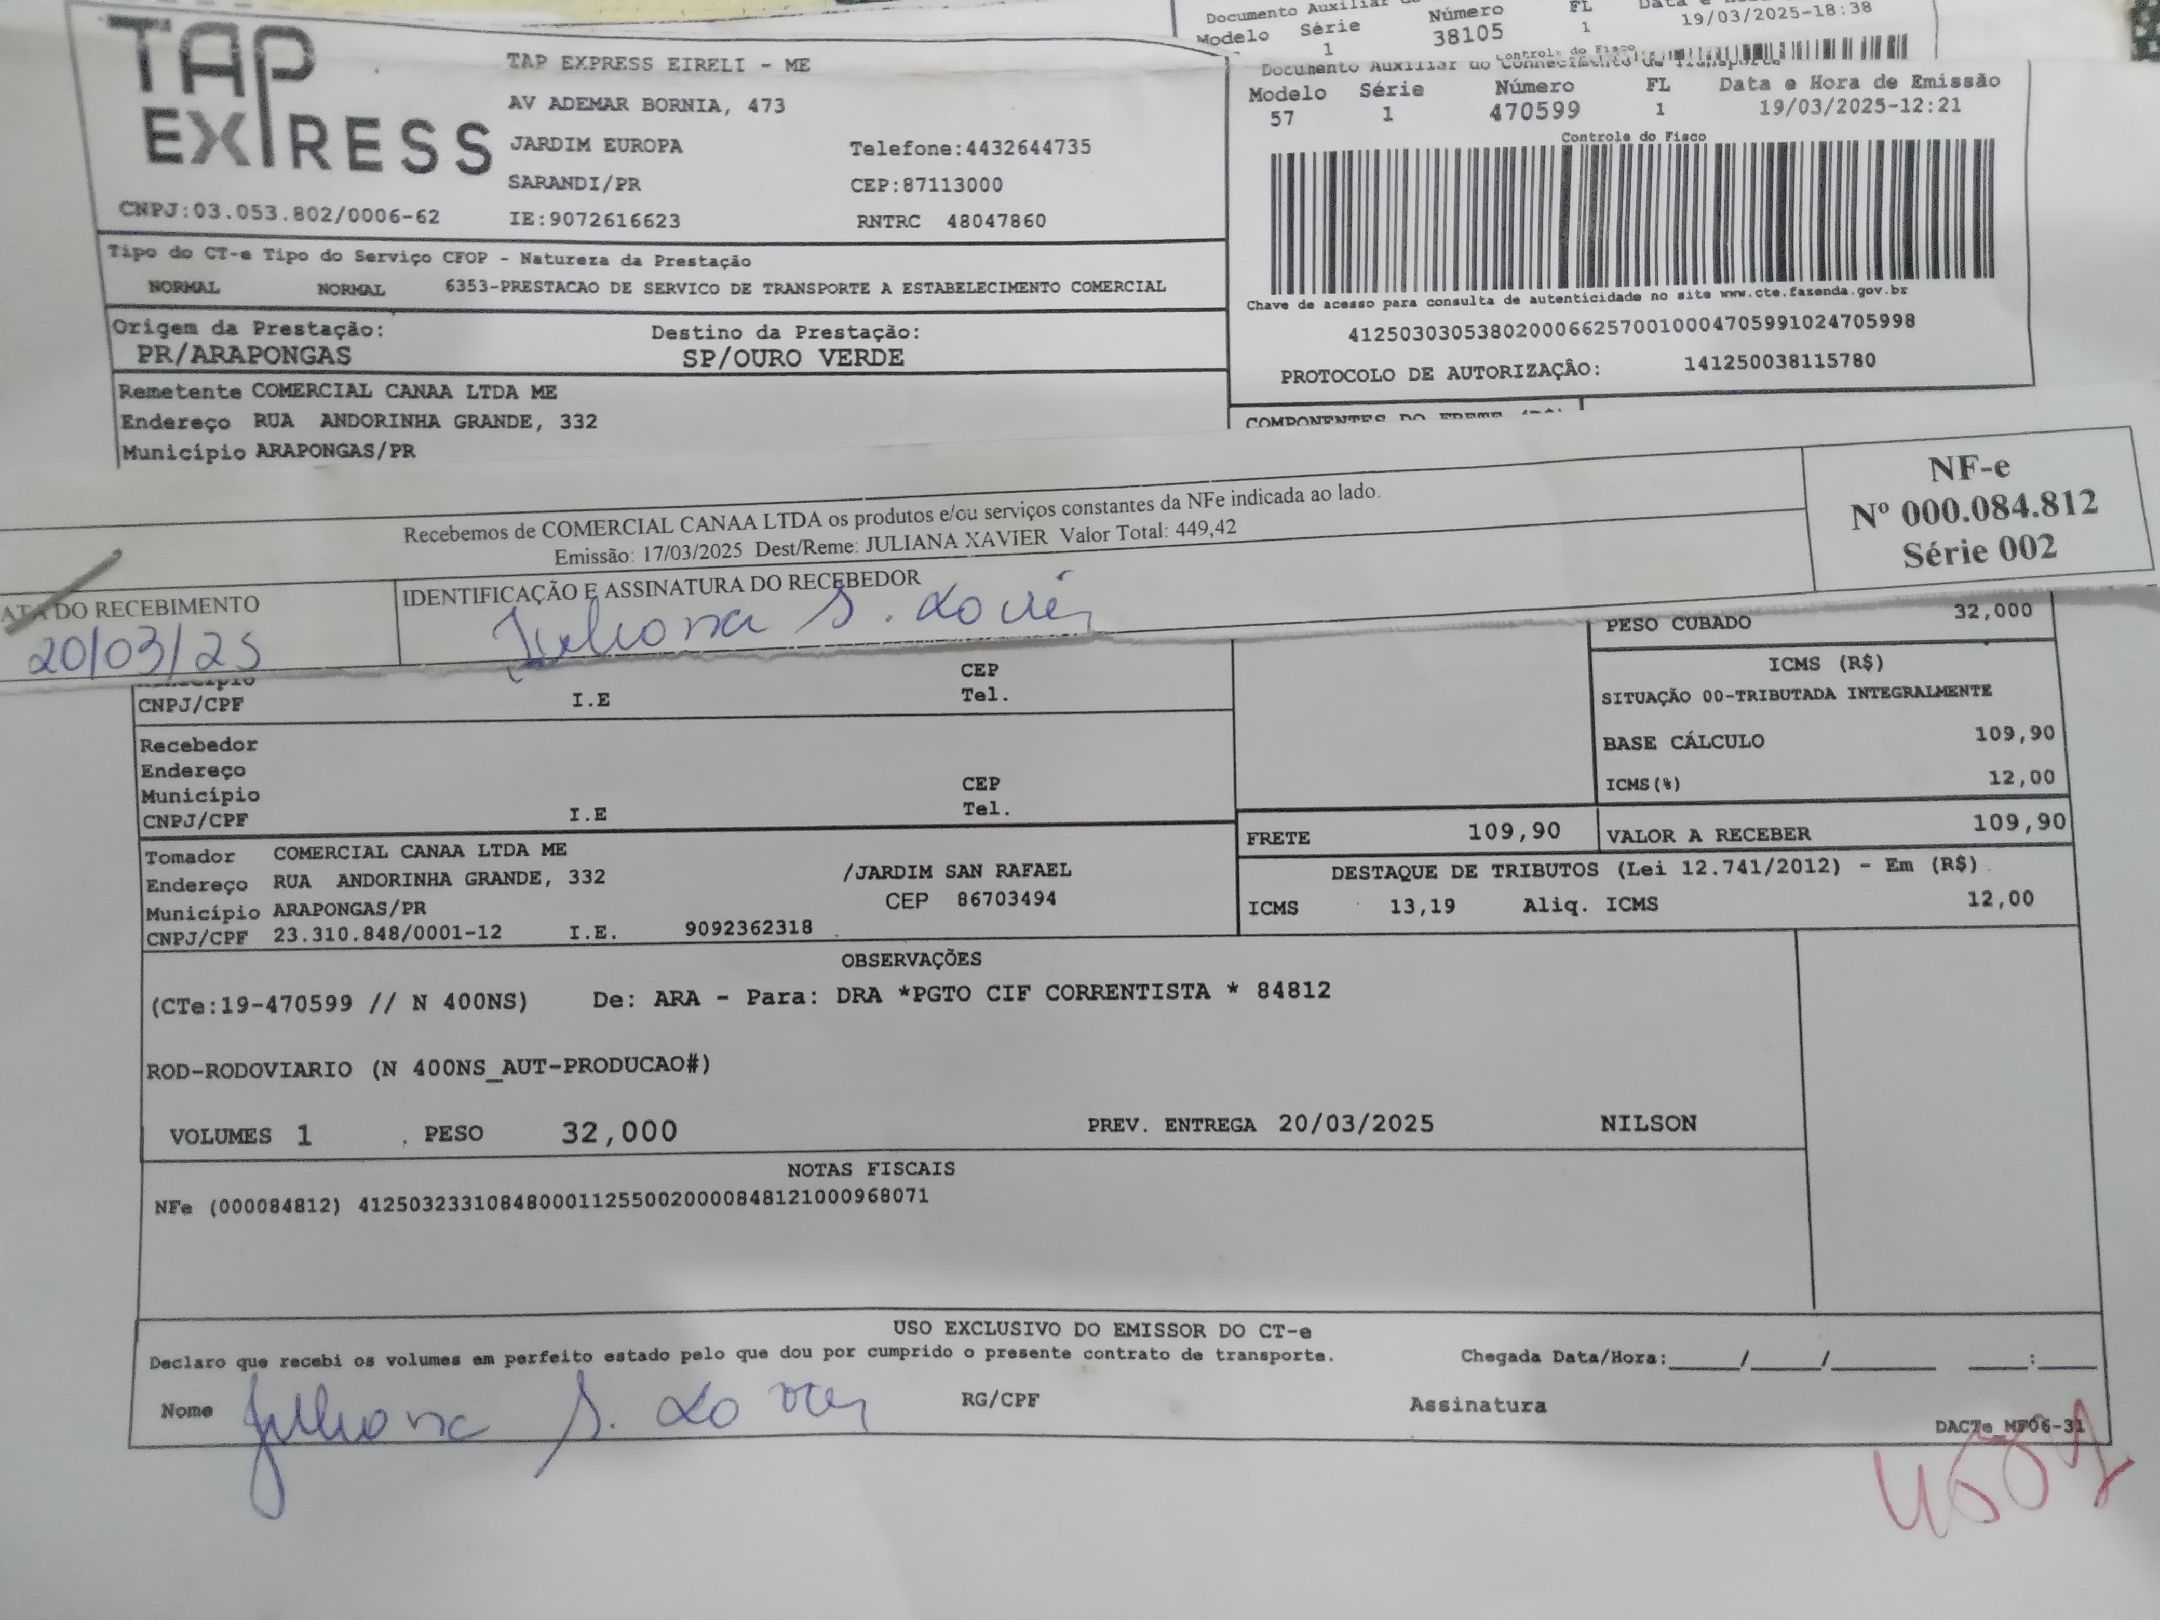 Documento Auxiliar
Modelo Série Número FL
1 38105 1 19/03/2025-18:38
TAP
EXPRESS
TAP EXPRESS EIRELI - ME
AV ADEMAR BORNIA, 473
JARDIM EUROPA Telefone:4432644735
SARANDI/PR CEP:87113000
CNPJ:03.053.802/0006-62 IE:9072616623 RNTRC 48047860
Documento Auxiliar do Conhecimento de Transporte
Modelo Série Número FL Data e Hora de Emissão
57 1 470599 1 19/03/2025-12:21
Controle do Fisco
Chave de acesso para consulta de autenticidade no site www.cte.fazenda.gov.br
41250303053802000662570010004705991024705998
PROTOCOLO DE AUTORIZAÇÂO: 141250038115780
Tipo do CT-e Tipo do Serviço CFOP - Natureza da Prestação
NORMAL NORMAL 6353-PRESTACAO DE SERVICO DE TRANSPORTE A ESTABELECIMENTO COMERCIAL
Origem da Prestação: Destino da Prestação:
PR/ARAPONGAS SP/OURO VERDE
Remetente COMERCIAL CANAA LTDA ME
Endereço RUA ANDORINHA GRANDE, 332
Município ARAPONGAS/PR
COMPONENTES DO FRETE
Recebemos de COMERCIAL CANAA LTDA os produtos e/ou serviços constantes da NFe indicada ao lado.
Emissão: 17/03/2025 Dest/Reme: JULIANA XAVIER Valor Total: 449,42
NF-e
Nº 000.084.812
Série 002
ATA DO RECEBIMENTO IDENTIFICAÇÃO E ASSINATURA DO RECEBEDOR
20/03/25 Juliana S.
PESO CUBADO 32,000
CEP
CNPJ/CPF I.E Tel.
Recebedor
Endereço
Município CEP
CNPJ/CPF I.E Tel.
ICMS (R$)
SITUAÇÃO 00-TRIBUTADA INTEGRALMENTE
BASE CÁLCULO 109,90
ICMS(%) 12,00
FRETE 109,90 VALOR A RECEBER 109,90
Tomador COMERCIAL CANAA LTDA ME
Endereço RUA ANDORINHA GRANDE, 332 /JARDIM SAN RAFAEL
Município ARAPONGAS/PR CEP 86703494
CNPJ/CPF 23.310.848/0001-12 I.E. 9092362318
DESTAQUE DE TRIBUTOS (Lei 12.741/2012) - Em (R$)
ICMS 13,19 Aliq. ICMS 12,00
OBSERVAÇÕES
(CTe:19-470599 // N 400NS) De: ARA - Para: DRA *PGTO CIF CORRENTISTA * 84812
ROD-RODOVIARIO (N 400NS_AUT-PRODUCAO#)
VOLUMES 1 PESO 32,000 PREV. ENTREGA 20/03/2025 NILSON
NOTAS FISCAIS
NFe (000084812) 41250323310848000112550020000848121000968071
USO EXCLUSIVO DO EMISSOR DO CT-e
Declaro que recebi os volumes em perfeito estado pelo que dou por cumprido o presente contrato de transporte. Chegada Data/Hora:_____/_____/_______ ____:____
Nome Juliana S. RG/CPF Assinatura
DACTe MF06-31